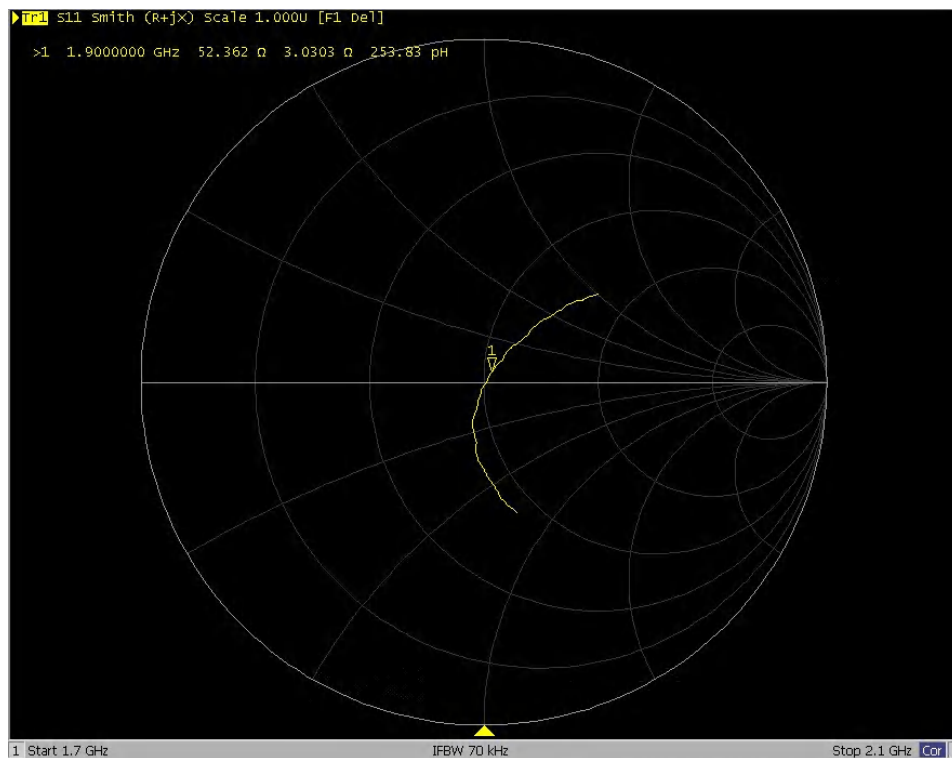 Tr1 S11 Smith (R+jX) Scale 1.000U [F1 Del]
>1 1.9000000 GHz 52.362 Ω 3.0303 Ω 253.83 pH
1
1 Start 1.7 GHz IFBW 70 kHz Stop 2.1 GHz Cor